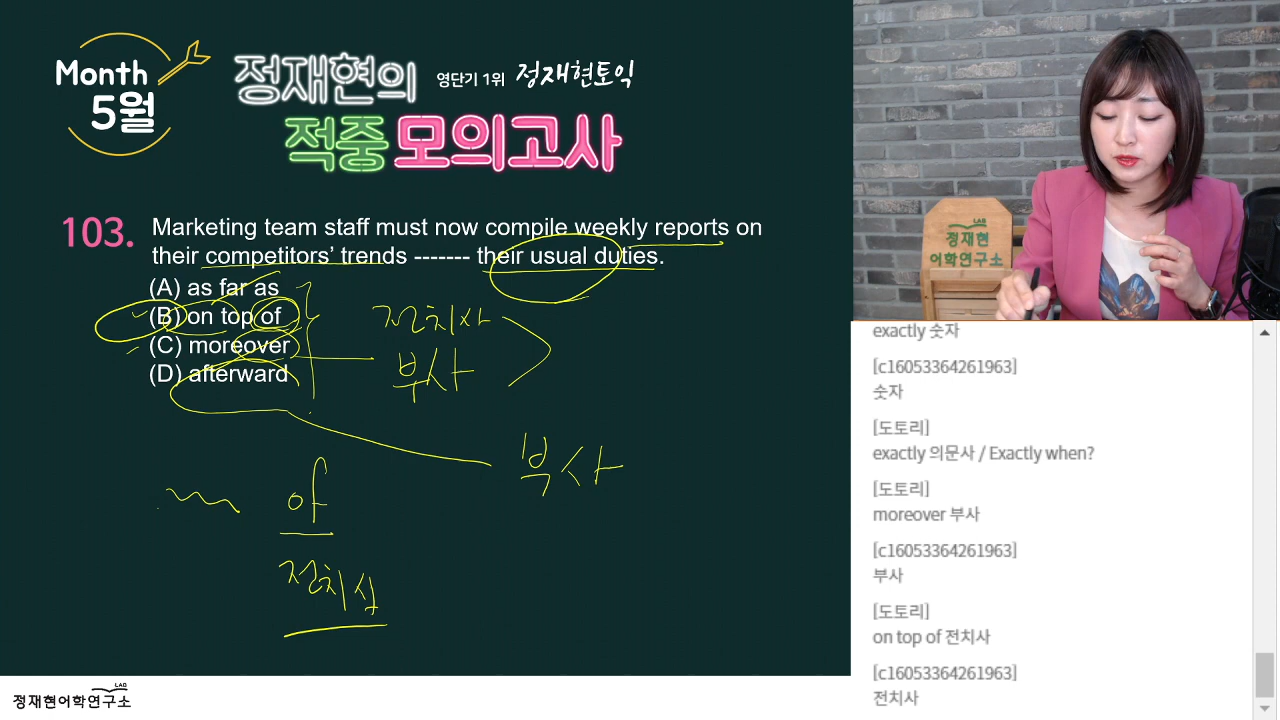 Month
5월
정재현의
영단기 1위 정재현토익
적중 모의고사
103. Marketing team staff must now compile weekly reports on
their competitors' trends ------- their usual duties.
(A) as far as
(B) on top of
(C) moreover
(D) afterward
전치사
부사
부사
of
전치사
LAB
정재현
어학연구소
exactly 숫자
[c16053364261963]
숫자
[도토리]
exactly 의문사 / Exactly when?
[도토리]
moreover 부사
[c16053364261963]
부사
[도토리]
on top of 전치사
[c16053364261963]
전치사
LAB
정재현어학연구소